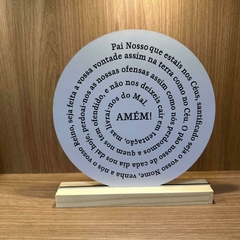 Pai Nosso que estais nos Céus, santificado seja o vosso Nome, venha a nós o vosso Reino, seja feita a vossa vontade assim na terra como no Céu. O pão nosso de cada dia nos dai hoje; perdoai-nos as nossas ofensas assim como nós perdoamos a quem nos tem ofendido, e não nos deixeis cair em tentação, mas livrai-nos do Mal.
AMÉM!